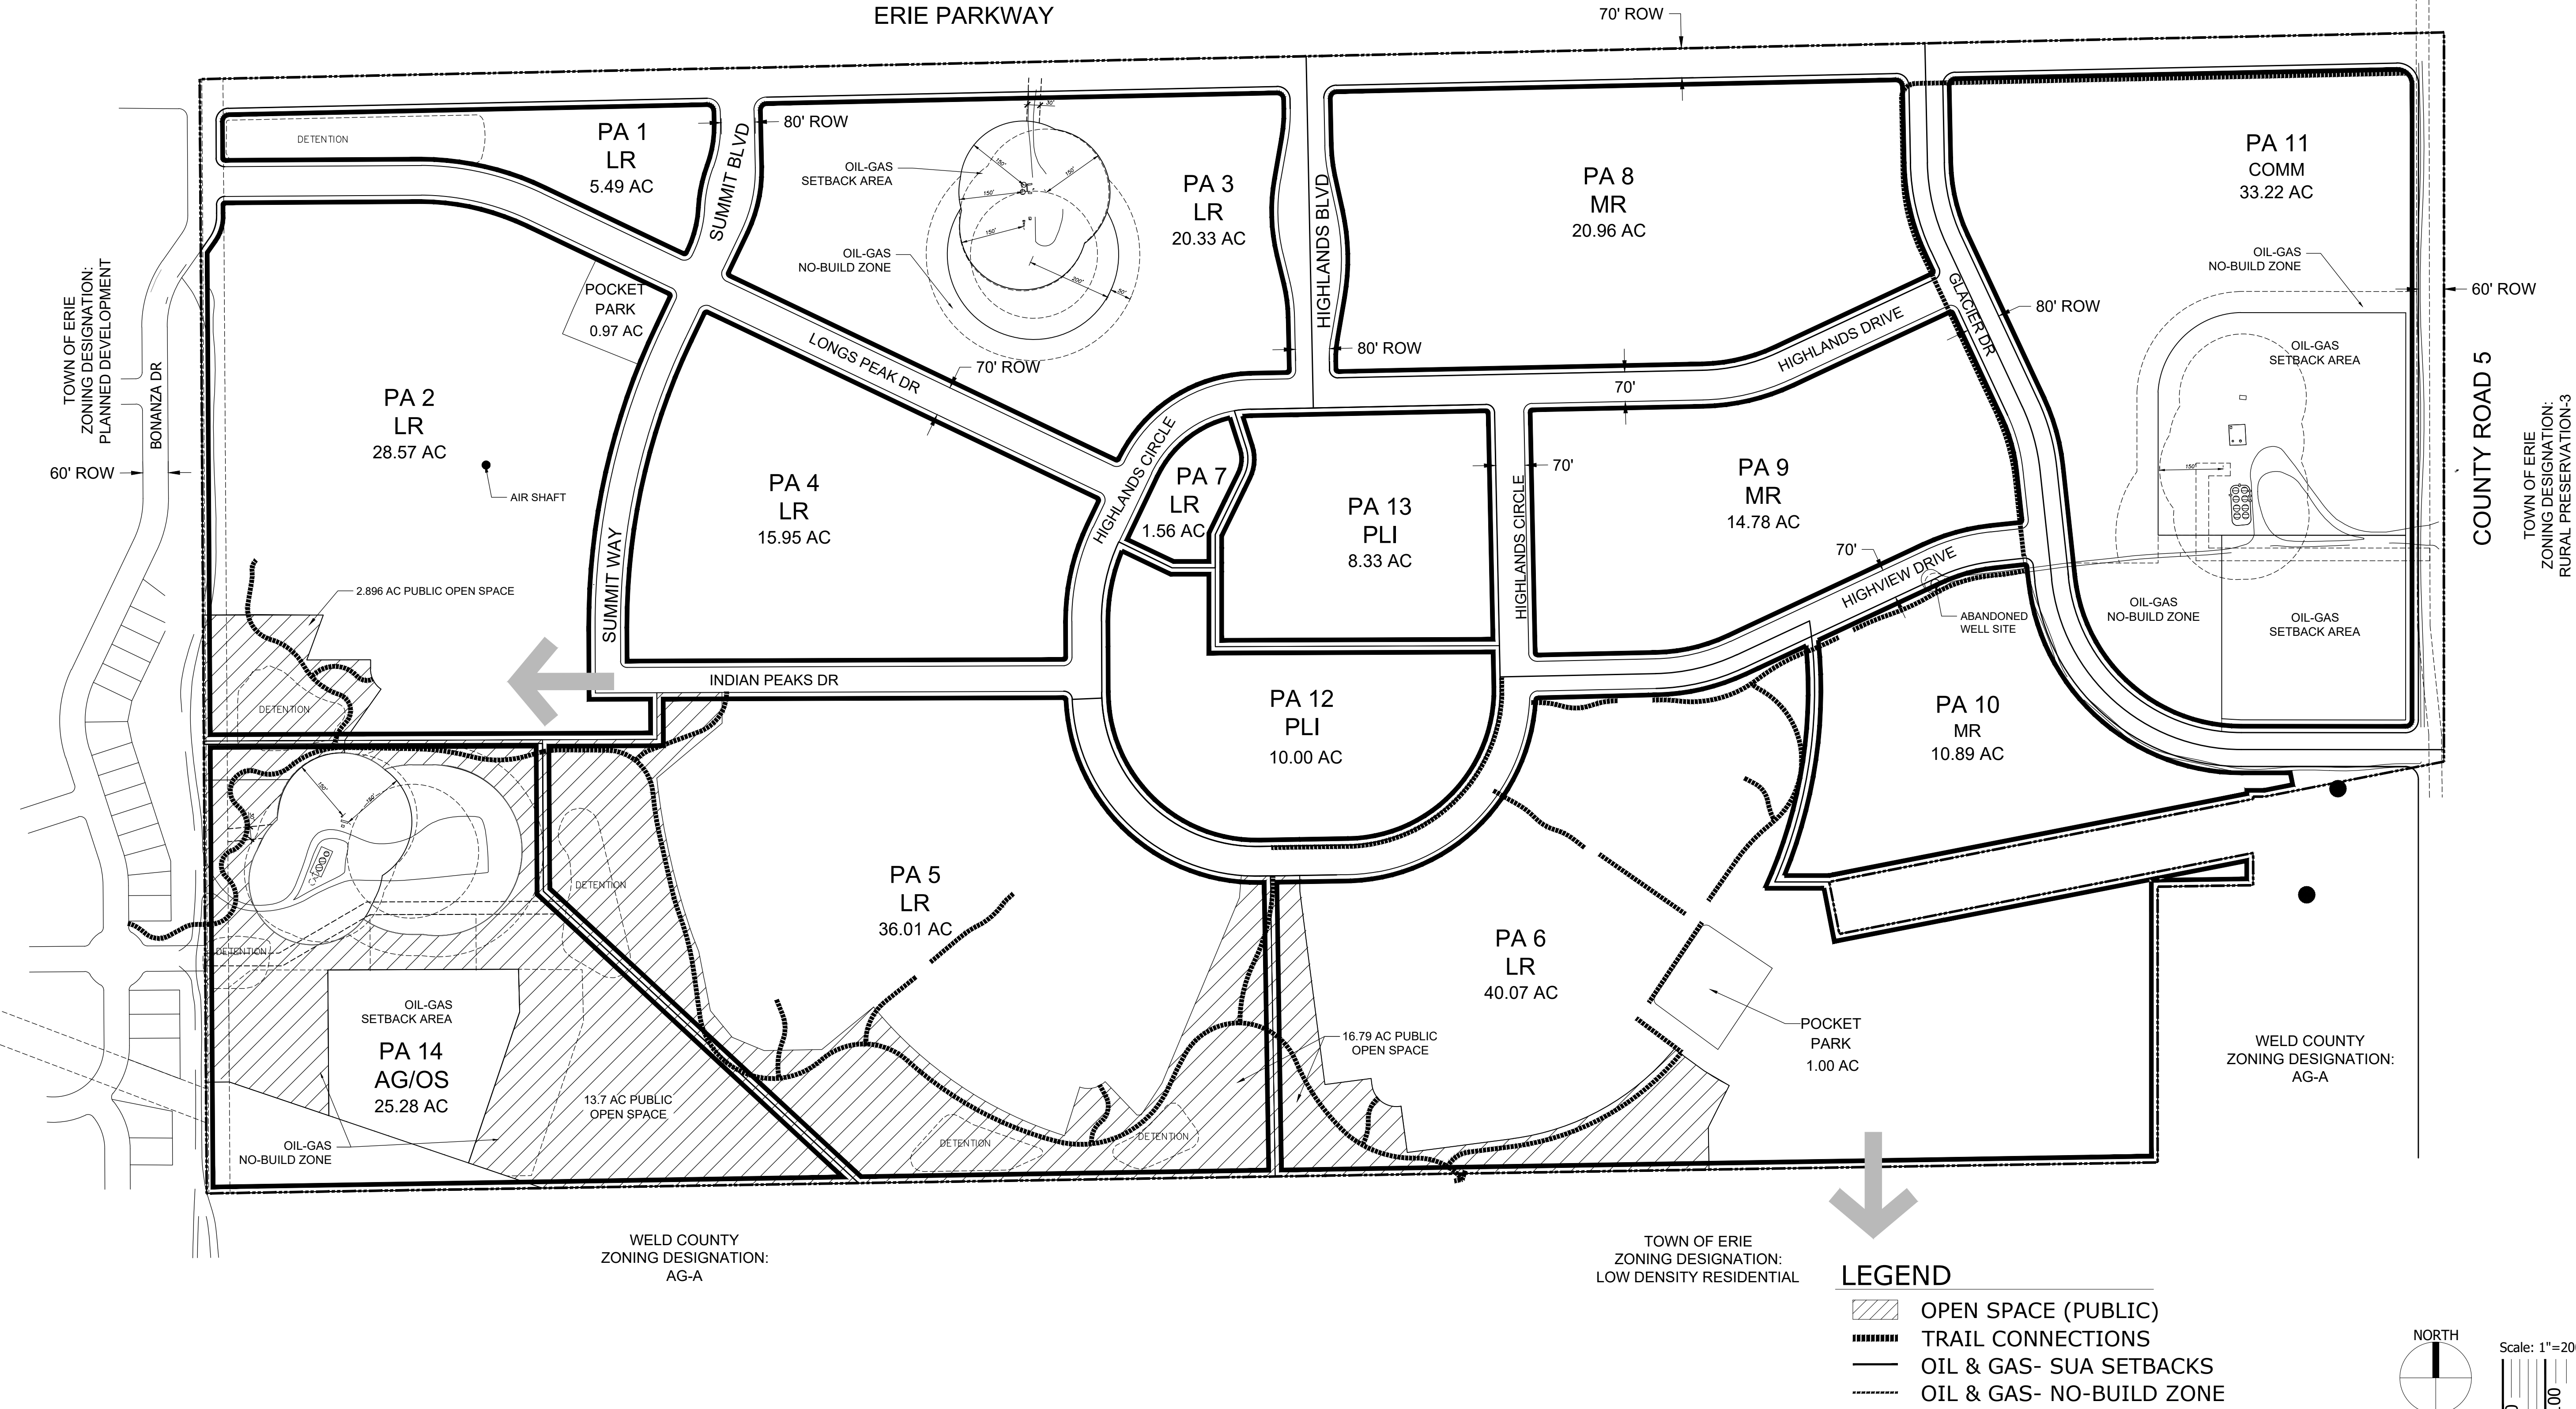 ERIE PARKWAY
70' ROW
DETENTION
PA 1
LR
5.49 AC
SUMMIT BLVD
80' ROW
OIL-GAS
SETBACK AREA
OIL-GAS
NO-BUILD ZONE
30'
150'
150'
150'
150'
200'
50'
PA 3
LR
20.33 AC
HIGHLANDS BLVD
80' ROW
PA 8
MR
20.96 AC
PA 11
COMM
33.22 AC
OIL-GAS
NO-BUILD ZONE
OIL-GAS
SETBACK AREA
150'
60' ROW
COUNTY ROAD 5
TOWN OF ERIE
ZONING DESIGNATION:
RURAL PRESERVATION-3
GLACIER DR
80' ROW
HIGHLANDS DRIVE
70'
TOWN OF ERIE
ZONING DESIGNATION:
PLANNED DEVELOPMENT
BONANZA DR
60' ROW
POCKET
PARK
0.97 AC
PA 2
LR
28.57 AC
AIR SHAFT
LONGS PEAK DR
70' ROW
SUMMIT WAY
PA 4
LR
15.95 AC
HIGHLANDS CIRCLE
PA 7
LR
1.56 AC
PA 13
PLI
8.33 AC
HIGHLANDS CIRCLE
70'
PA 9
MR
14.78 AC
70'
HIGHVIEW DRIVE
ABANDONED
WELL SITE
OIL-GAS
NO-BUILD ZONE
OIL-GAS
SETBACK AREA
2.896 AC PUBLIC OPEN SPACE
DETENTION
INDIAN PEAKS DR
PA 12
PLI
10.00 AC
PA 10
MR
10.89 AC
150'
150'
DETENTION
DETENTION
PA 5
LR
36.01 AC
PA 6
LR
40.07 AC
OIL-GAS
SETBACK AREA
PA 14
AG/OS
25.28 AC
OIL-GAS
NO-BUILD ZONE
13.7 AC PUBLIC
OPEN SPACE
DETENTION
DETENTION
16.79 AC PUBLIC
OPEN SPACE
POCKET
PARK
1.00 AC
WELD COUNTY
ZONING DESIGNATION:
AG-A
WELD COUNTY
ZONING DESIGNATION:
AG-A
TOWN OF ERIE
ZONING DESIGNATION:
LOW DENSITY RESIDENTIAL
LEGEND
OPEN SPACE (PUBLIC)
TRAIL CONNECTIONS
OIL & GAS- SUA SETBACKS
OIL & GAS- NO-BUILD ZONE
NORTH
Scale: 1"=20